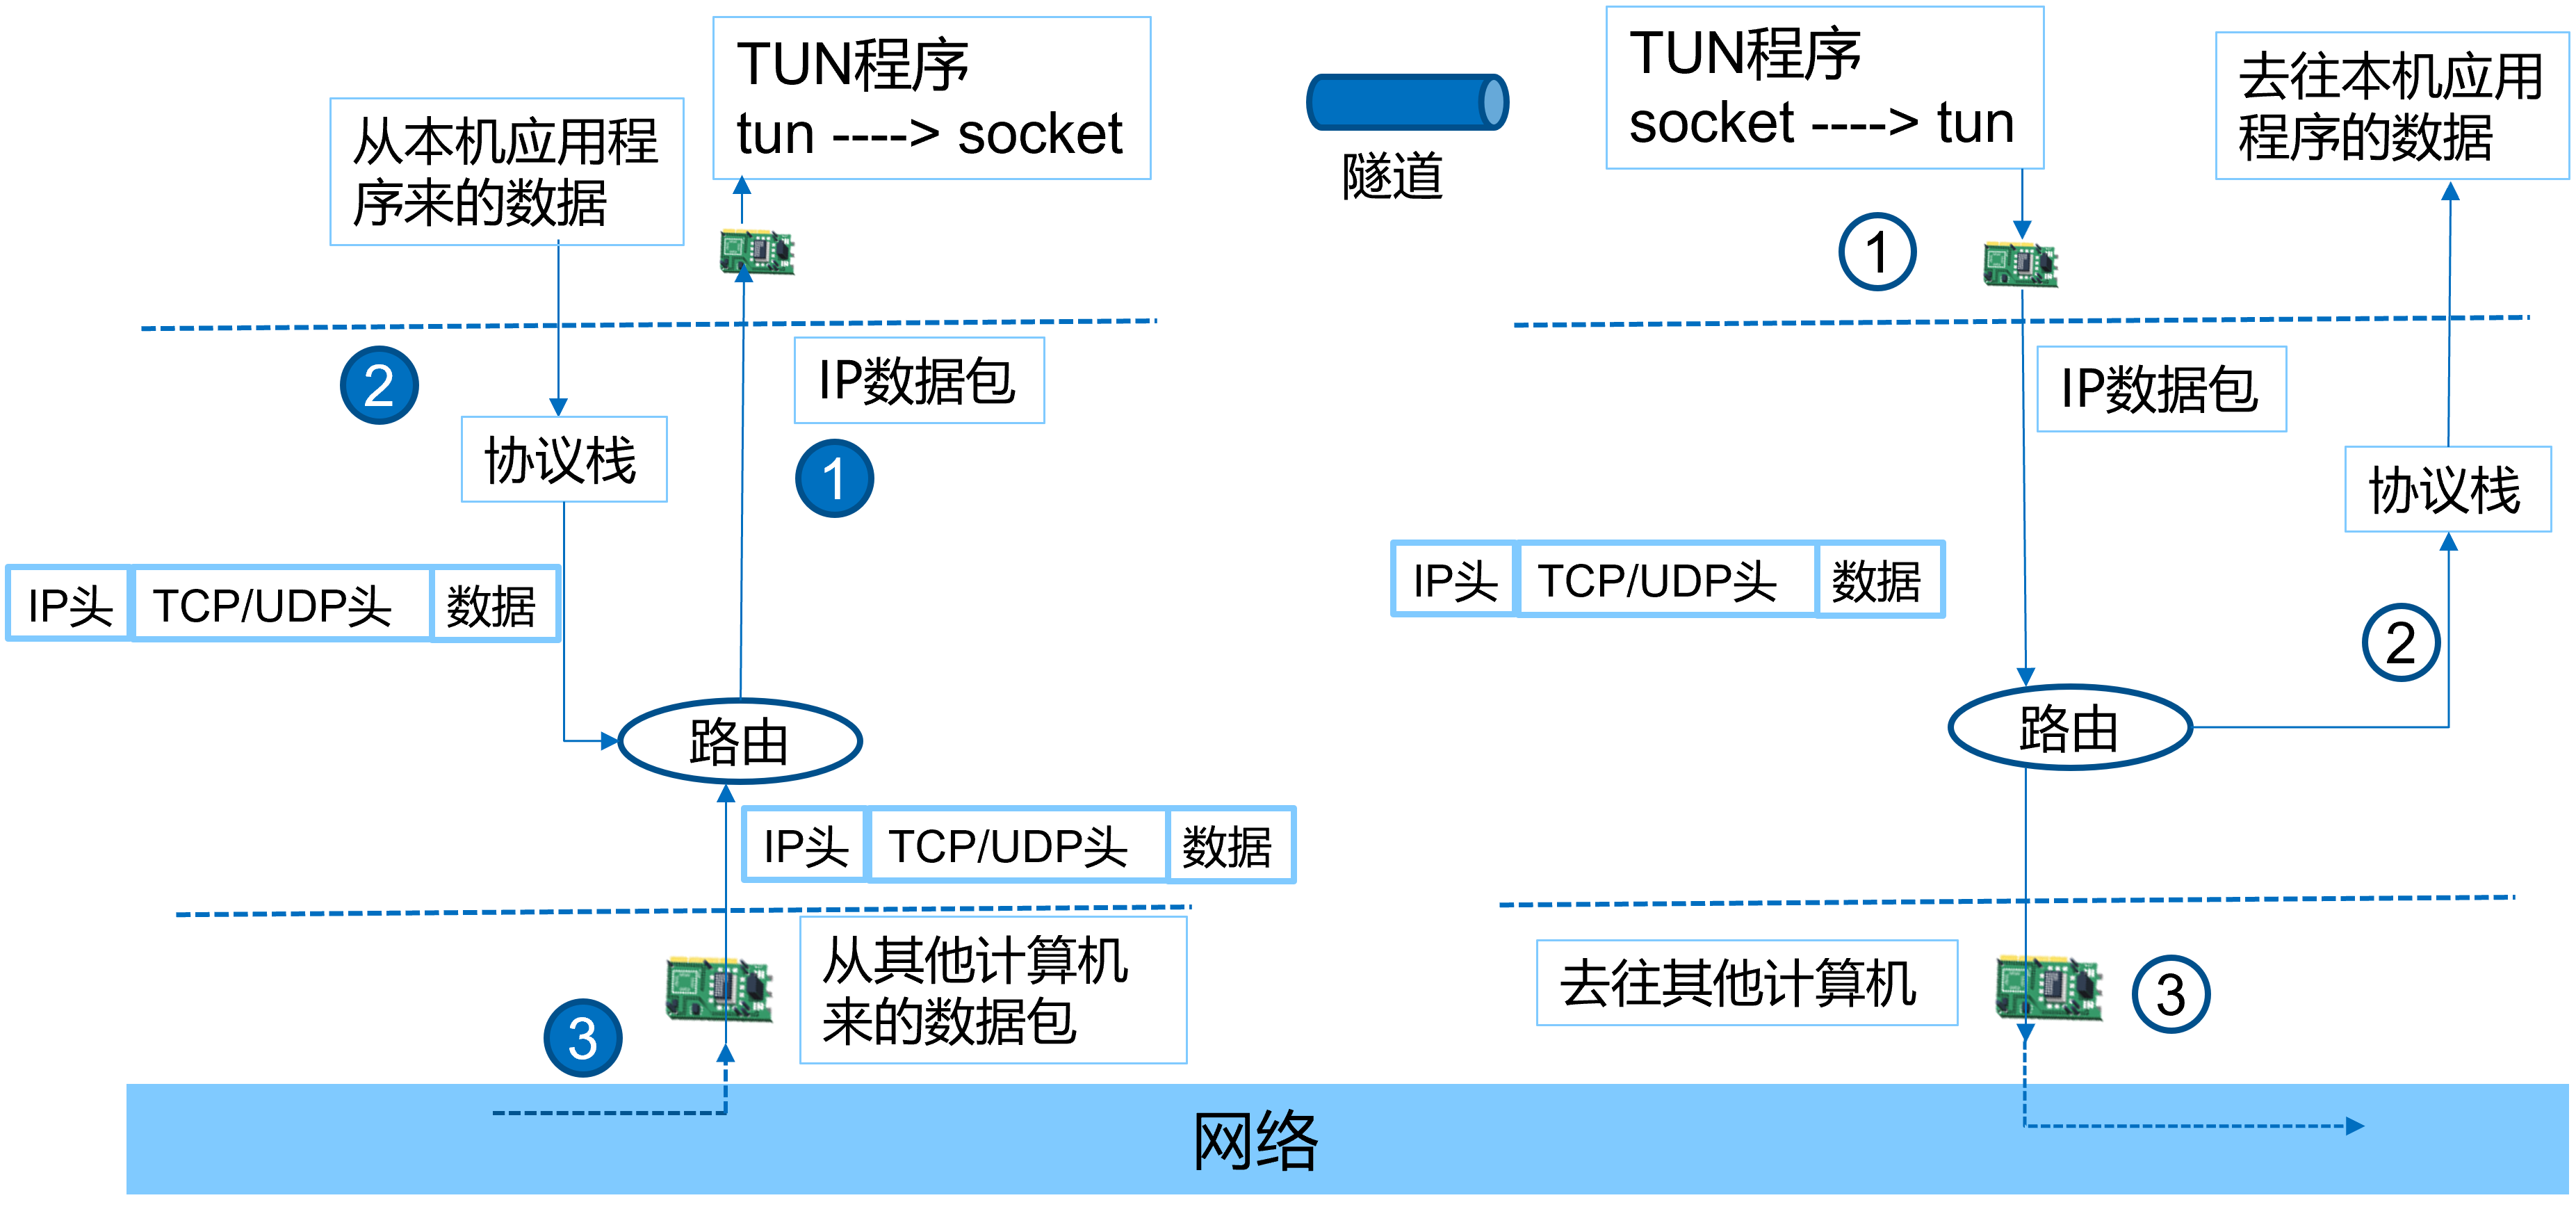 TUN程序
tun ----> socket
从本机应用程
序来的数据
隧道
TUN程序
socket ----> tun
去往本机应用
程序的数据
1
2
IP数据包
1
协议栈
IP数据包
协议栈
IP头 TCP/UDP头 数据
IP头 TCP/UDP头 数据
2
路由
路由
IP头 TCP/UDP头 数据
从其他计算机
来的数据包
3
去往其他计算机
3
网络